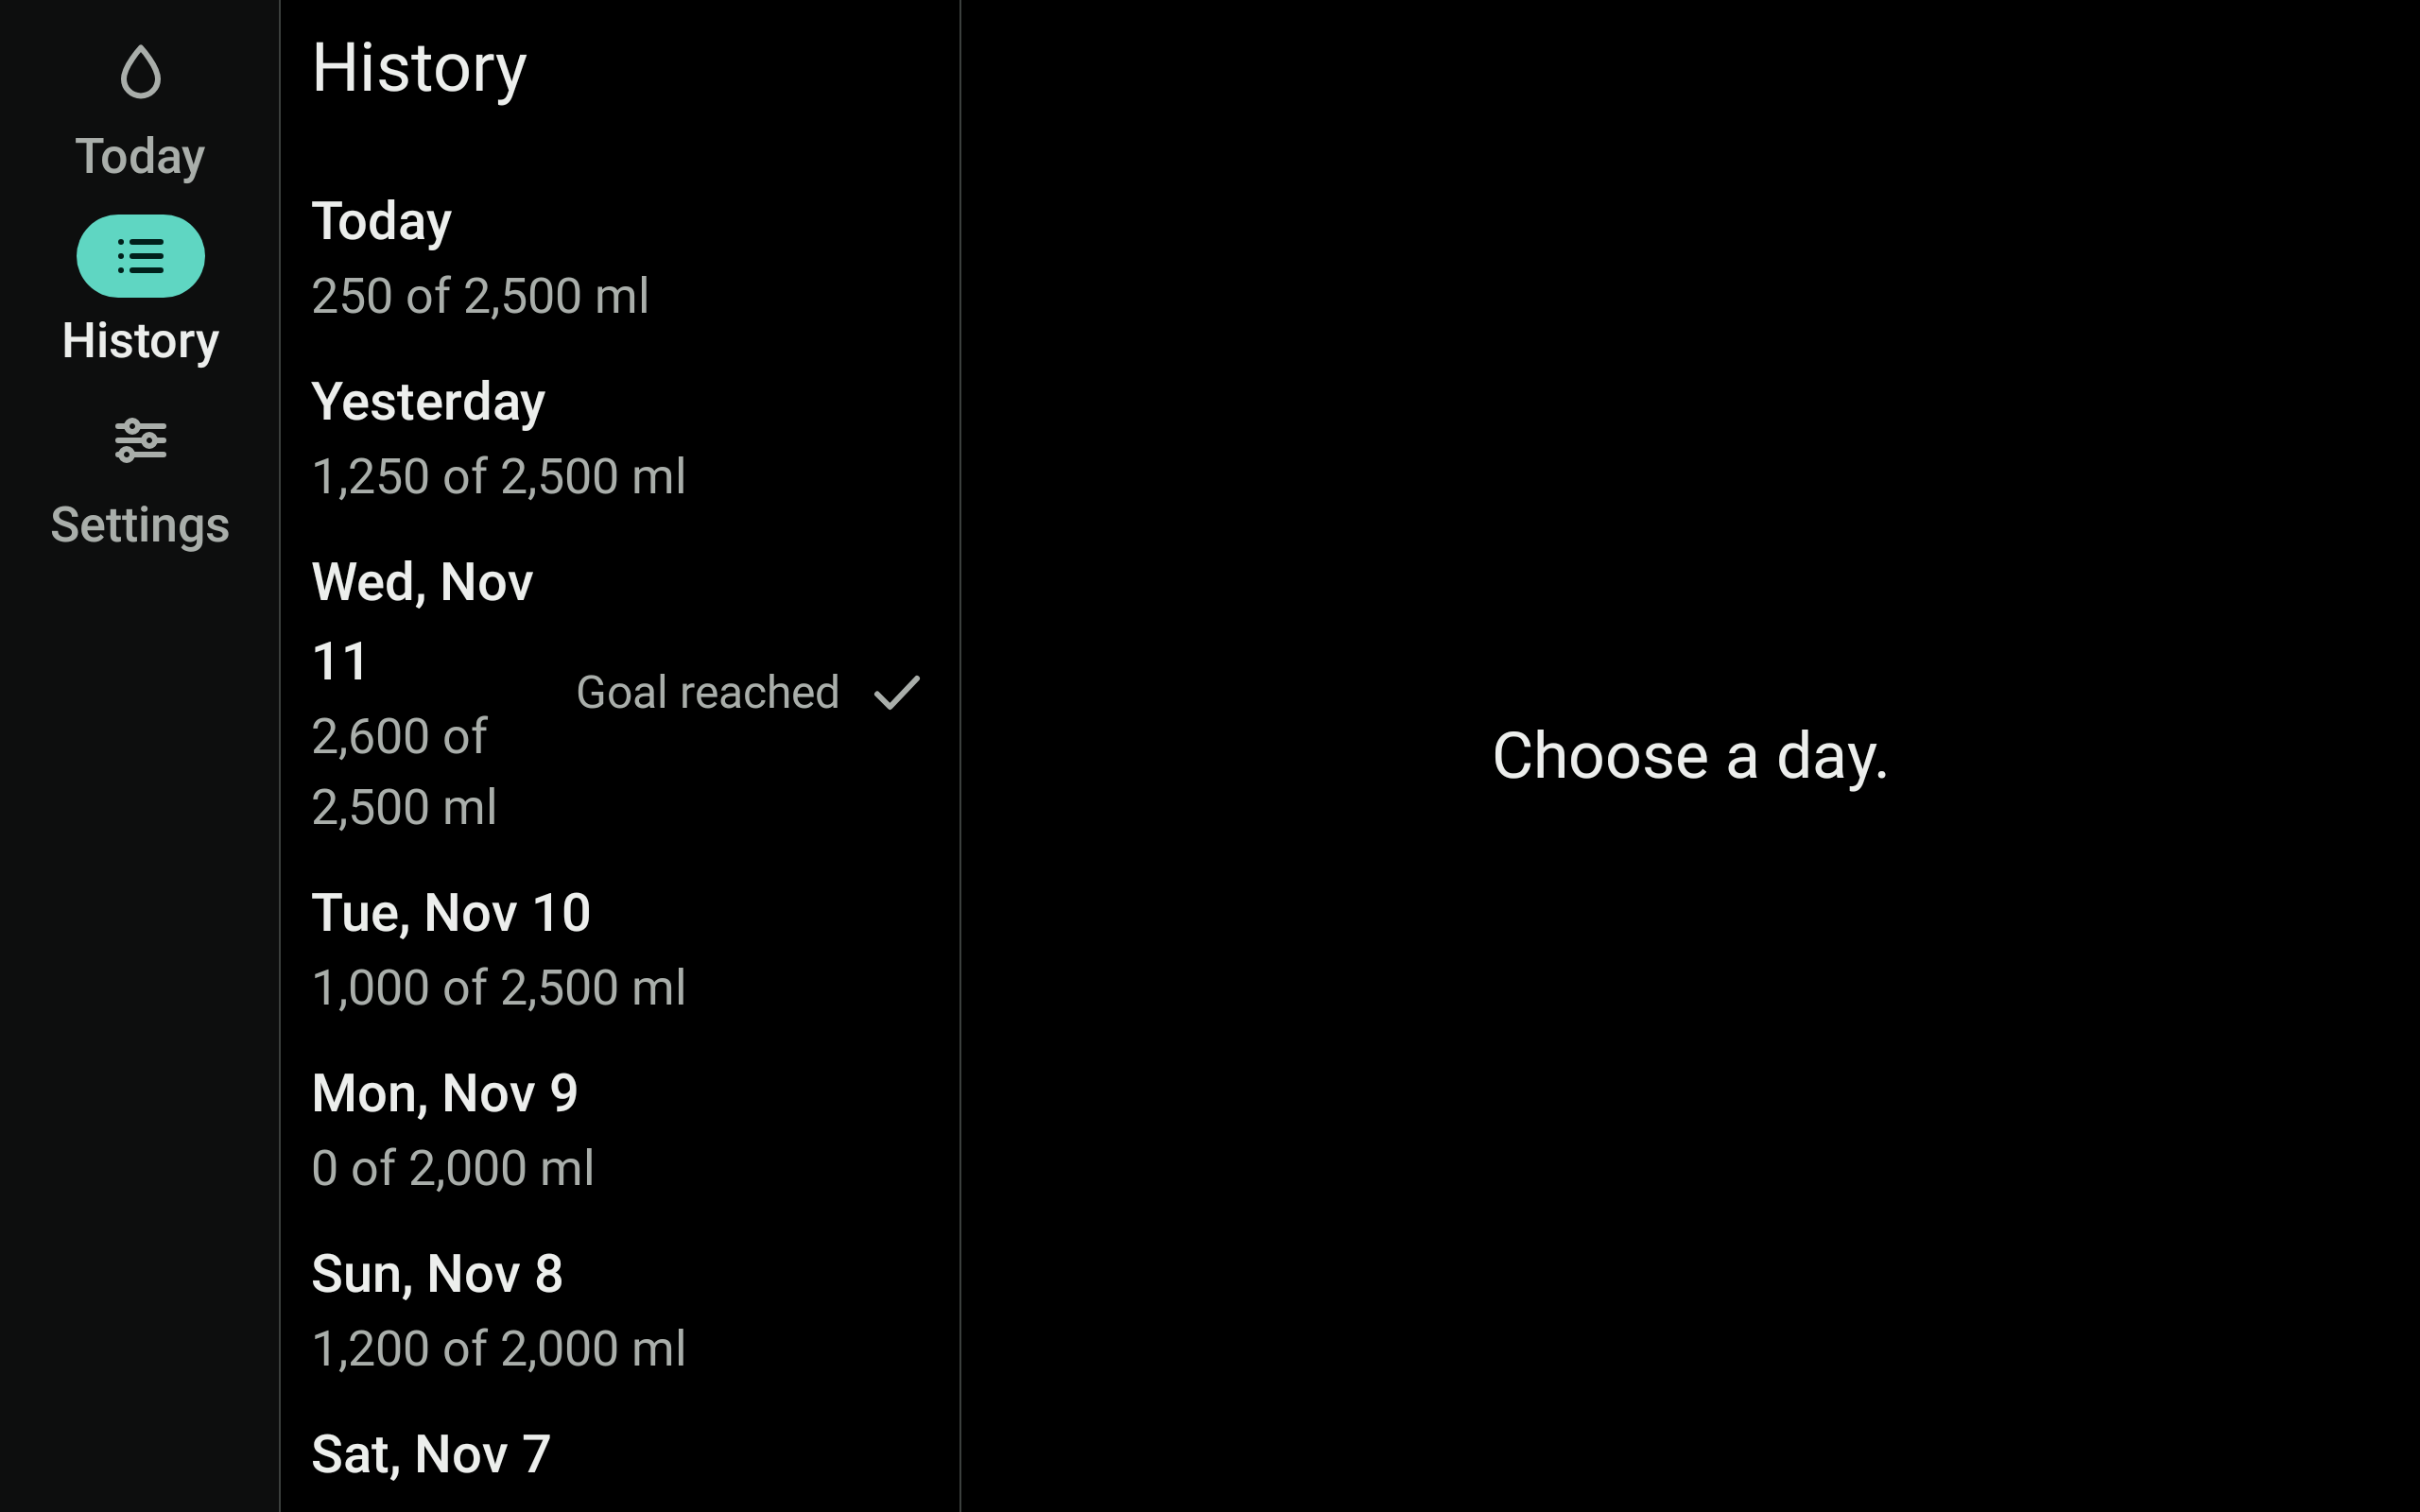 Today
History
Settings
History
Today
250 of 2,500 ml
Yesterday
1,250 of 2,500 ml
Wed, Nov
11
2,600 of
2,500 ml
Goal reached
Tue, Nov 10
1,000 of 2,500 ml
Mon, Nov 9
0 of 2,000 ml
Sun, Nov 8
1,200 of 2,000 ml
Sat, Nov 7
Choose a day.